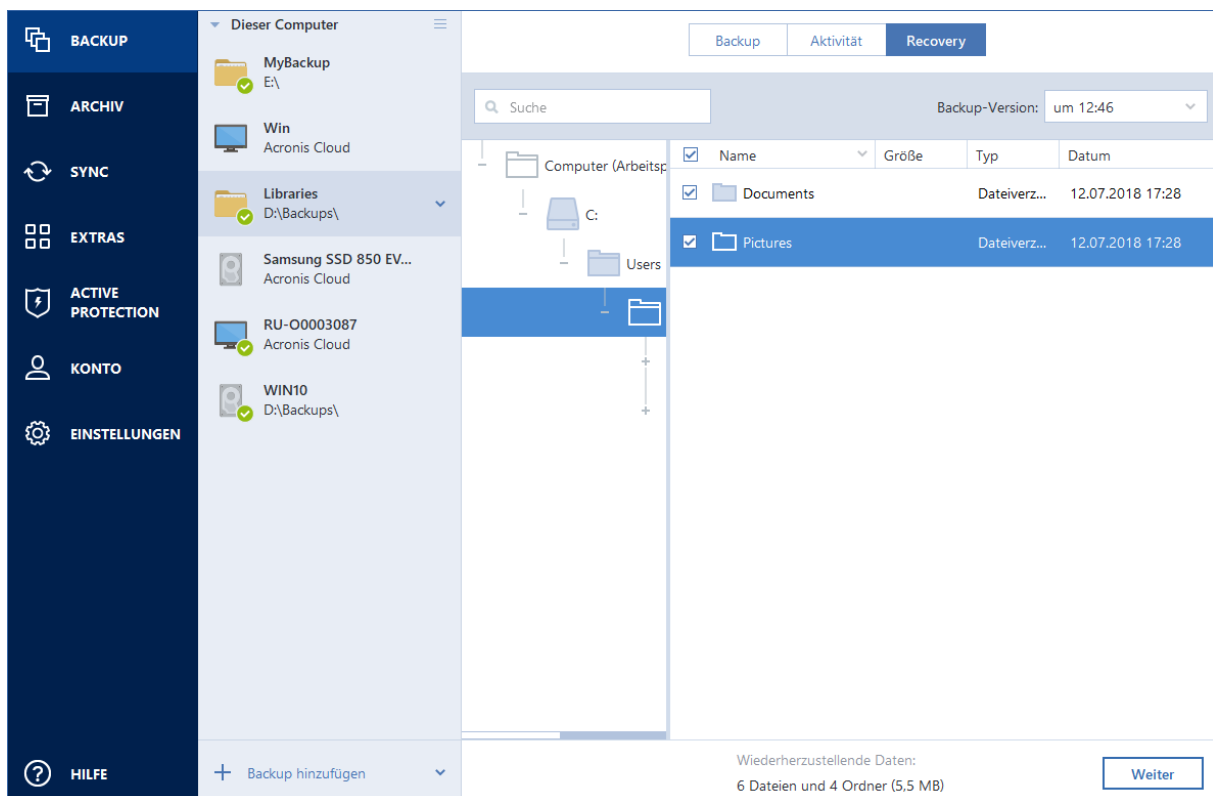 BACKUP
ARCHIV
SYNC
EXTRAS
ACTIVE
PROTECTION
KONTO
EINSTELLUNGEN
HILFE
Dieser Computer
MyBackup
E:\
Win
Acronis Cloud
Libraries
D:\Backups\
Samsung SSD 850 EV...
Acronis Cloud
RU-O0003087
Acronis Cloud
WIN10
D:\Backups\
Backup hinzufügen
Backup Aktivität Recovery
Suche
Backup-Version: um 12:46
Computer (Arbeitsp
C:
Users
Name Größe Typ Datum
Documents Dateiverz... 12.07.2018 17:28
Pictures Dateiverz... 12.07.2018 17:28
Wiederherzustellende Daten:
6 Dateien und 4 Ordner (5,5 MB)
Weiter